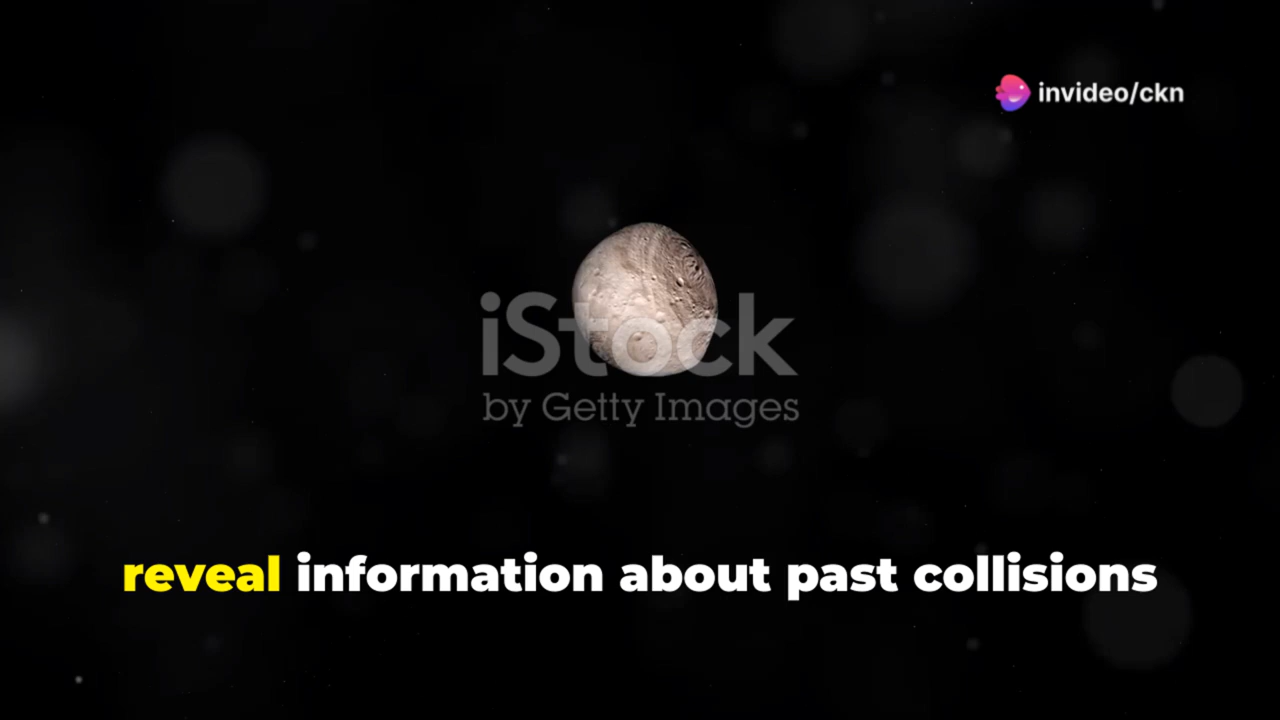 invideo/ckn
iStock
by Getty Images
reveal information about past collisions